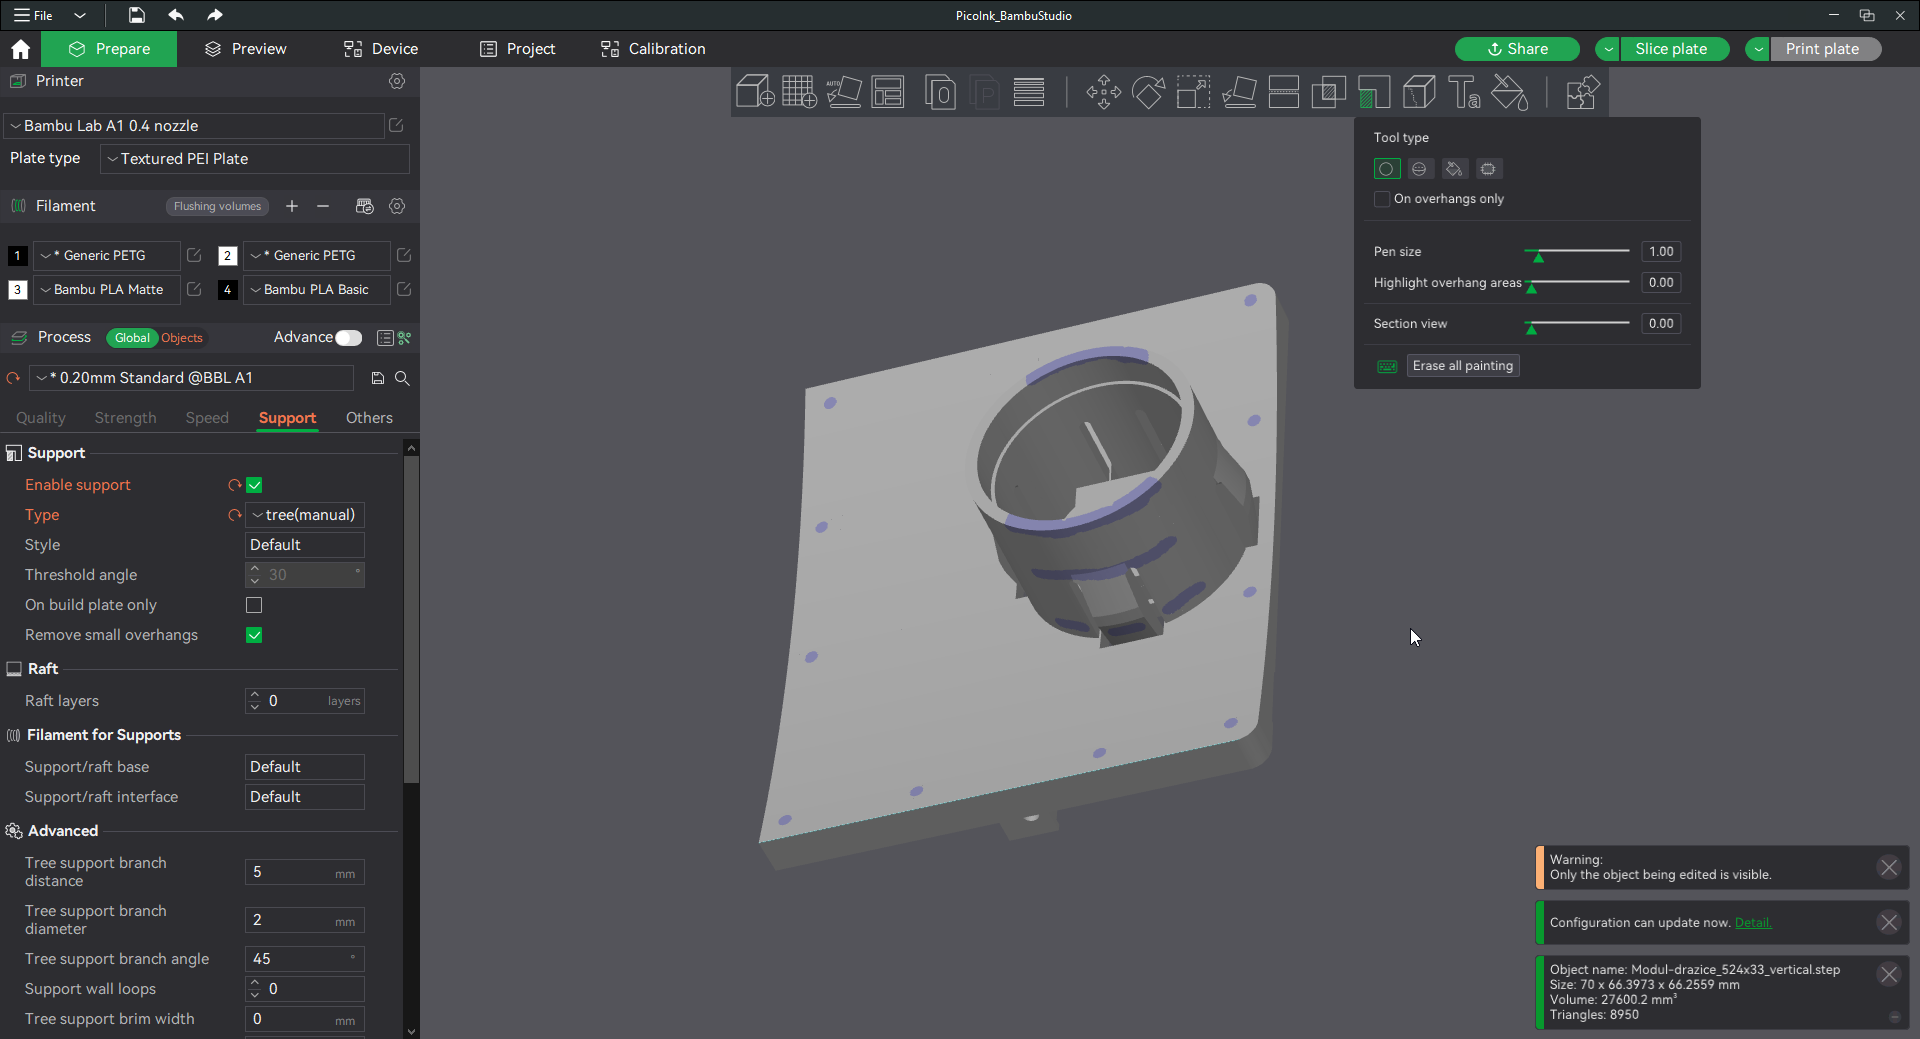 File
PicoInk_BambuStudio
Prepare
Preview
Device
Project
Calibration
Share
Slice plate
Print plate
Printer
Bambu Lab A1 0.4 nozzle
Plate type
Textured PEI Plate
Filament
Flushing volumes
1
* Generic PETG
2
* Generic PETG
3
Bambu PLA Matte
4
Bambu PLA Basic
Process
Global
Objects
Advance
* 0.20mm Standard @BBL A1
Quality
Strength
Speed
Support
Others
Support
Enable support
Type
tree(manual)
Style
Default
Threshold angle
30 °
On build plate only
Remove small overhangs
Raft
Raft layers
0 layers
Filament for Supports
Support/raft base
Default
Support/raft interface
Default
Advanced
Tree support branch
distance
5 mm
Tree support branch
diameter
2 mm
Tree support branch angle
45 °
Support wall loops
0
Tree support brim width
0 mm
AUTO
0
P
Ta
Tool type
On overhangs only
Pen size
1.00
Highlight overhang areas
0.00
Section view
0.00
Erase all painting
Warning:
Only the object being edited is visible.
Configuration can update now. Detail.
Object name: Modul-drazice_524x33_vertical.step
Size: 70 x 66.3973 x 66.2559 mm
Volume: 27600.2 mm³
Triangles: 8950